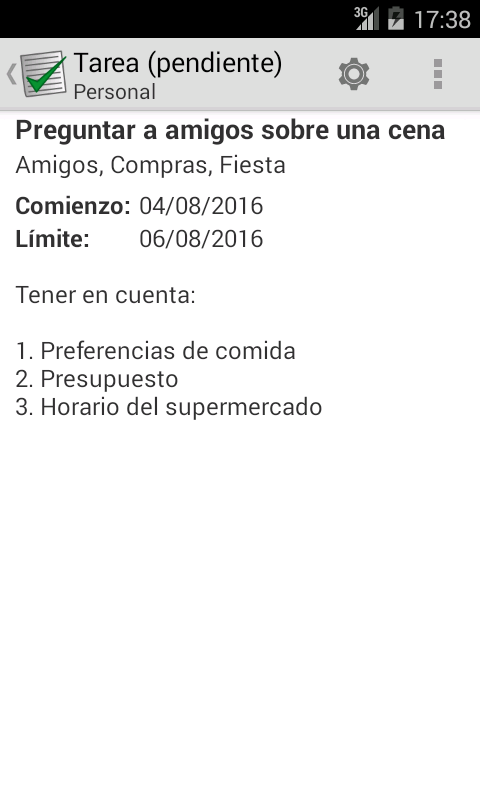 3G
17:38
Tarea (pendiente)
Personal
Preguntar a amigos sobre una cena
Amigos, Compras, Fiesta
Comienzo: 04/08/2016
Límite: 06/08/2016
Tener en cuenta:
1. Preferencias de comida
2. Presupuesto
3. Horario del supermercado